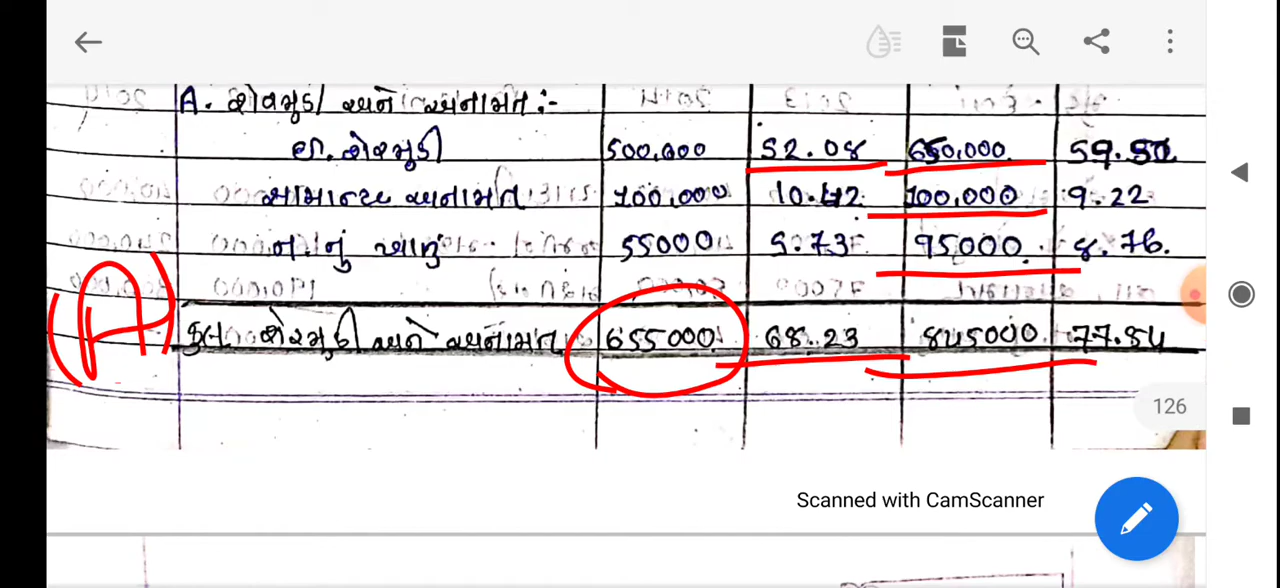 A. શેરમુડી અને અનામત :-
ઈ. શેરમુડી 500,000 52.08 650,000 59.50
સામાન્ય અનામત 100,000 10.42 100,000 9.22
ન.નું ખાતું 55000 5.73 95000 8.76
(A) કુલ શેરમુડી અને અનામત 655000 68.23 845000 77.54
126
Scanned with CamScanner